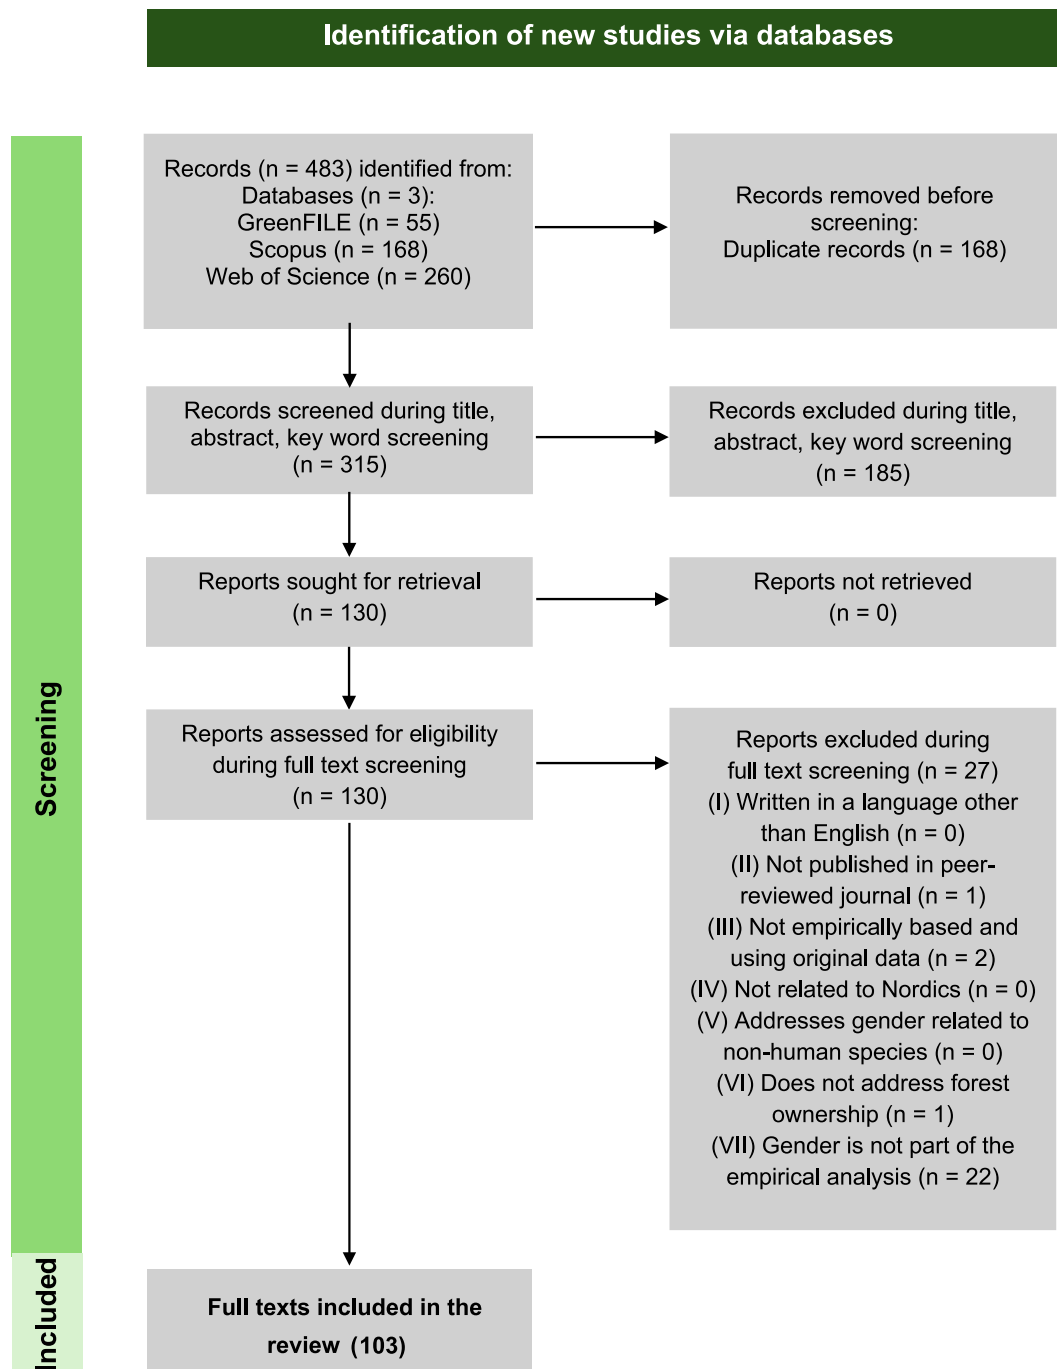 Identification of new studies via databases
Records (n = 483) identified from:
Databases (n = 3):
GreenFILE (n = 55)
Scopus (n = 168)
Web of Science (n = 260)
Records removed before
screening:
Duplicate records (n = 168)
Records screened during title,
abstract, key word screening
(n = 315)
Records excluded during title,
abstract, key word screening
(n = 185)
Reports sought for retrieval
(n = 130)
Reports not retrieved
(n = 0)
Screening
Reports assessed for eligibility
during full text screening
(n = 130)
Reports excluded during
full text screening (n = 27)
(I) Written in a language other
than English (n = 0)
(II) Not published in peer-
reviewed journal (n = 1)
(III) Not empirically based and
using original data (n = 2)
(IV) Not related to Nordics (n = 0)
(V) Addresses gender related to
non-human species (n = 0)
(VI) Does not address forest
ownership (n = 1)
(VII) Gender is not part of the
empirical analysis (n = 22)
Included
Full texts included in the
review (103)